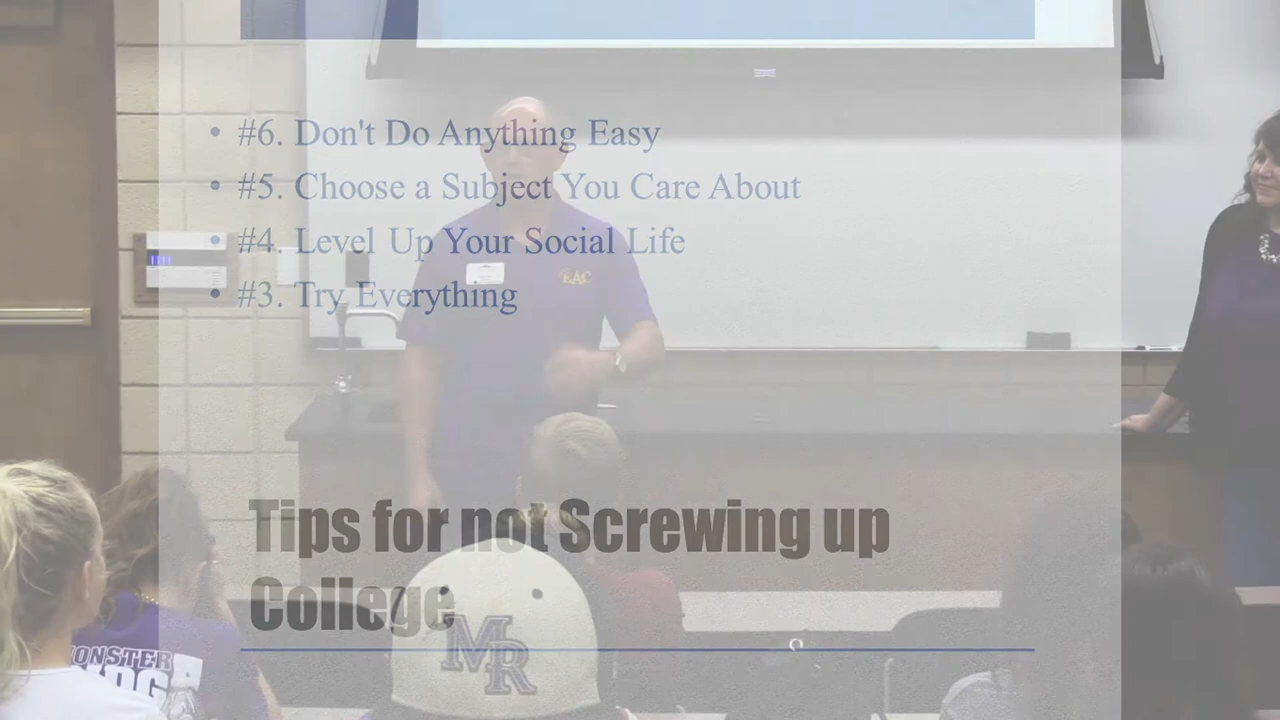 • #6. Don't Do Anything Easy
• #5. Choose a Subject You Care About
• #4. Level Up Your Social Life
• #3. Try Everything
EAC
Tips for not Screwing up
College
MR
MONSTER